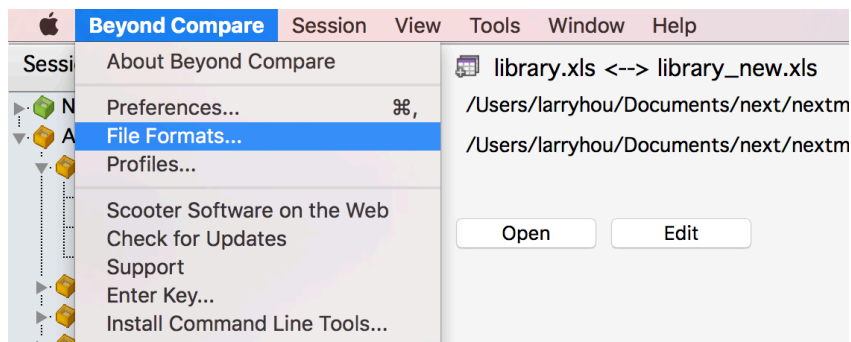 Beyond Compare Session View Tools Window Help
Sessi
About Beyond Compare
library.xls <--> library_new.xls
N
Preferences... ⌘,
/Users/larryhou/Documents/next/nextm
A
File Formats...
/Users/larryhou/Documents/next/nextm
Profiles...
Scooter Software on the Web
Open Edit
Check for Updates
Support
Enter Key...
Install Command Line Tools...